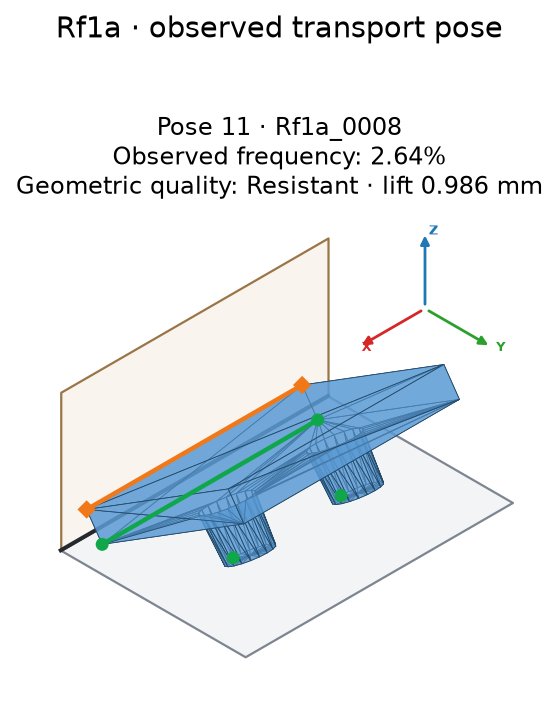 Rf1a · observed transport pose
Pose 11 · Rf1a_0008
Observed frequency: 2.64%
Geometric quality: Resistant · lift 0.986 mm
Z
X
Y